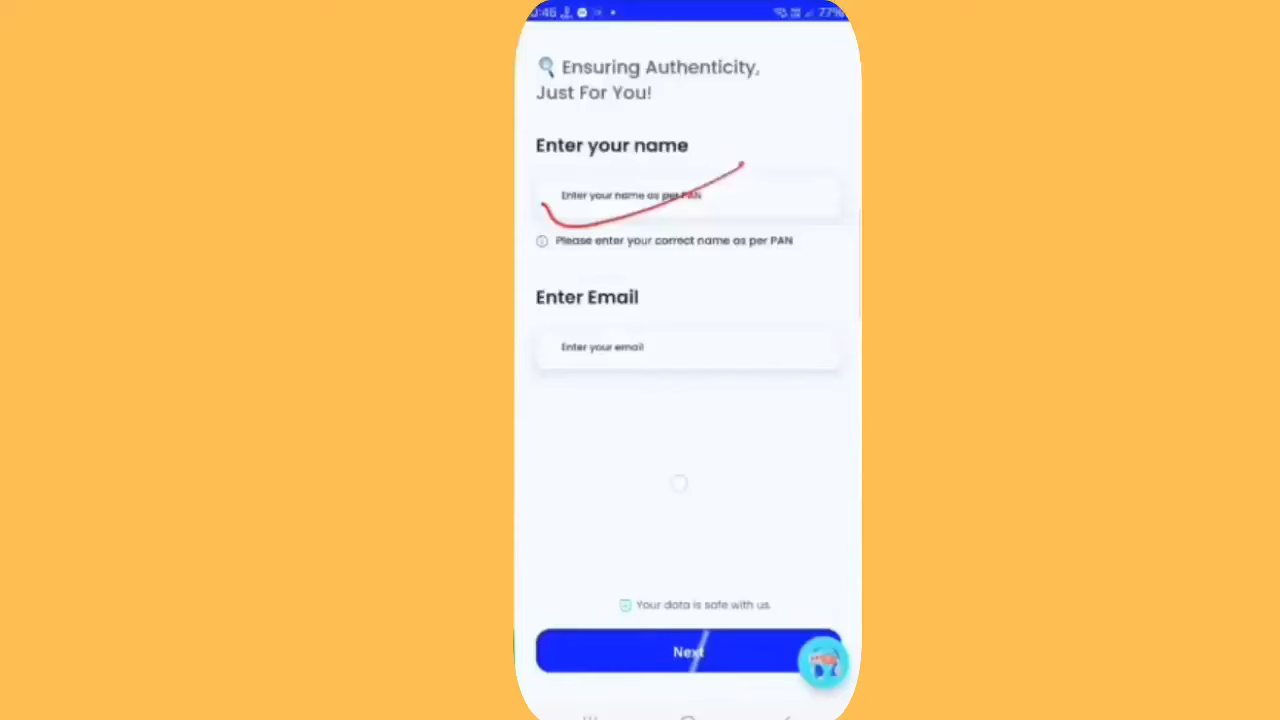 77%
Ensuring Authenticity,
Just For You!
Enter your name
Enter your name as per PAN
Please enter your correct name as per PAN
Enter Email
Enter your email
Your data is safe with us.
Next